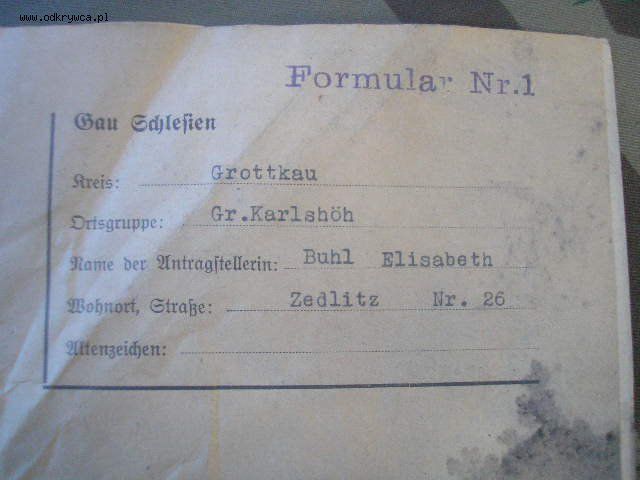 www.odkrywca.pl
Formular Nr.1
Gau Schlesien
Kreis: Grottkau
Ortsgruppe: Gr.Karlshöh
Name der Antragstellerin: Buhl Elisabeth
Wohnort, Straße: Zedlitz Nr. 26
Aktenzeichen: